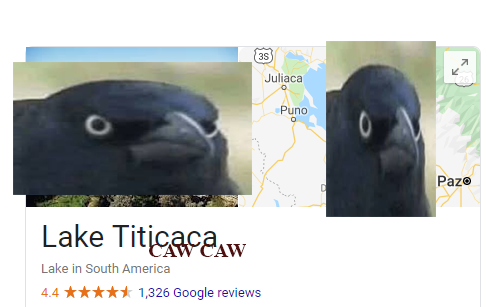 35
Juliaca
Puno
D
Paz
Lake Titicaca
CAW CAW
Lake in South America
4.4 1,326 Google reviews